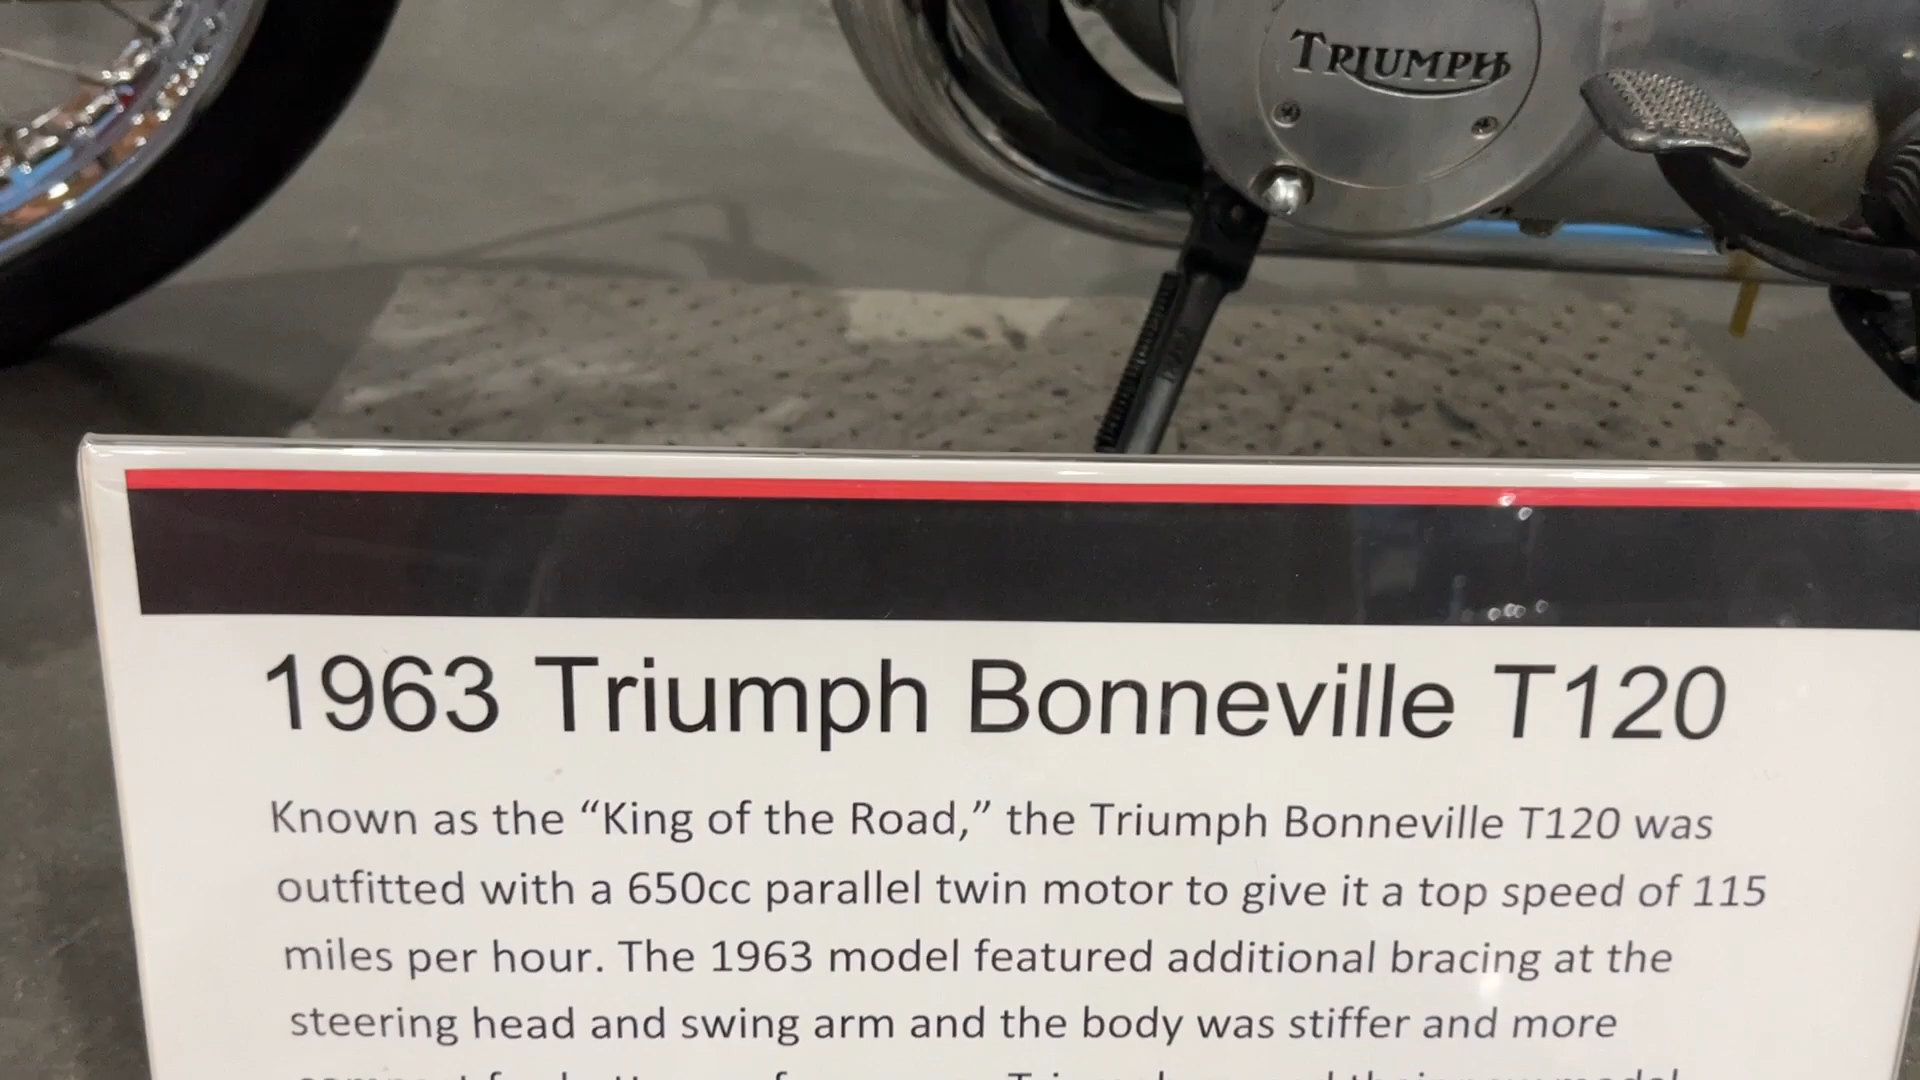 TRIUMPH
1963 Triumph Bonneville T120
Known as the “King of the Road,” the Triumph Bonneville T120 was
outfitted with a 650cc parallel twin motor to give it a top speed of 115
miles per hour. The 1963 model featured additional bracing at the
steering head and swing arm and the body was stiffer and more